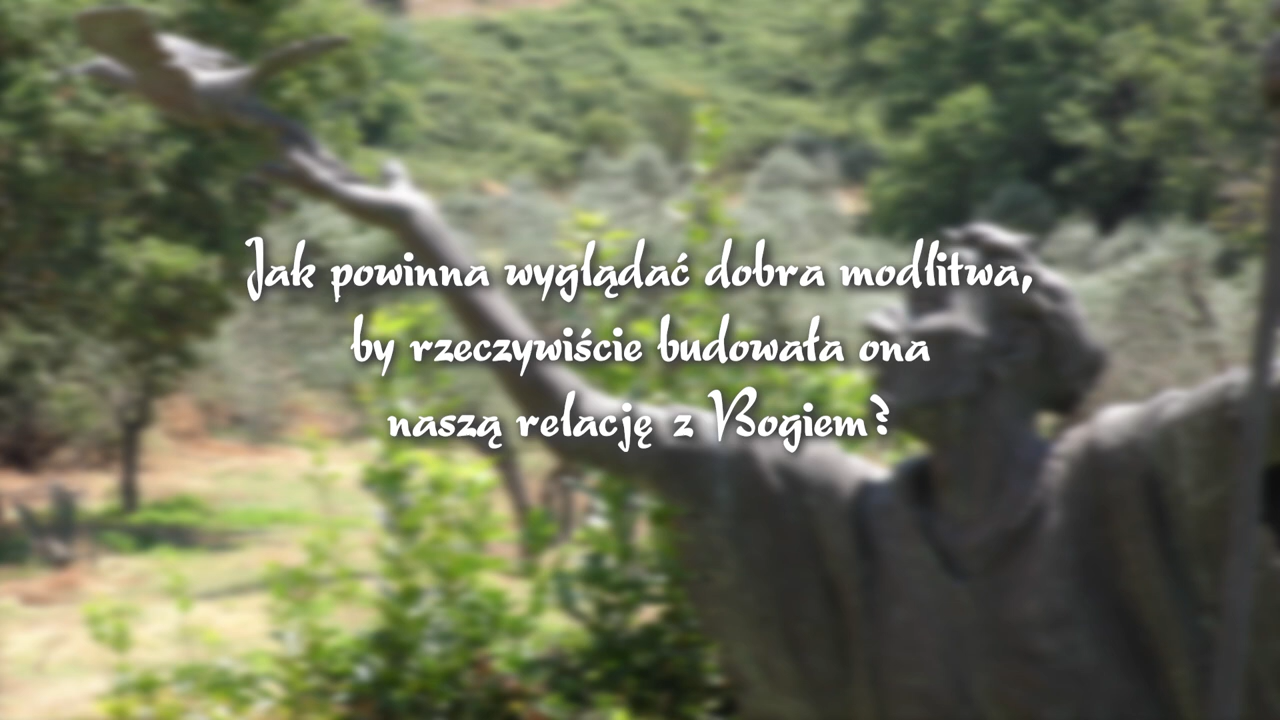 Jak powinna wyglądać dobra modlitwa,
by rzeczywiście budowała ona
naszą relację z Bogiem?